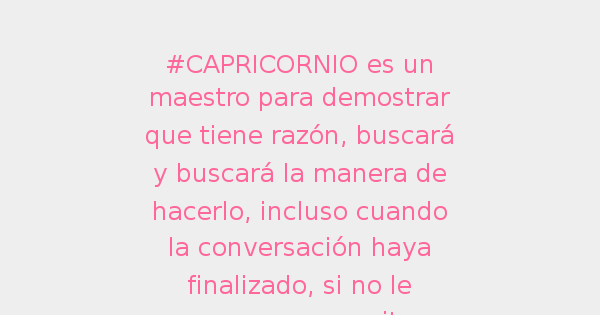 #CAPRICORNIO es un
maestro para demostrar
que tiene razón, buscará
y buscará la manera de
hacerlo, incluso cuando
la conversación haya
finalizado, si no le